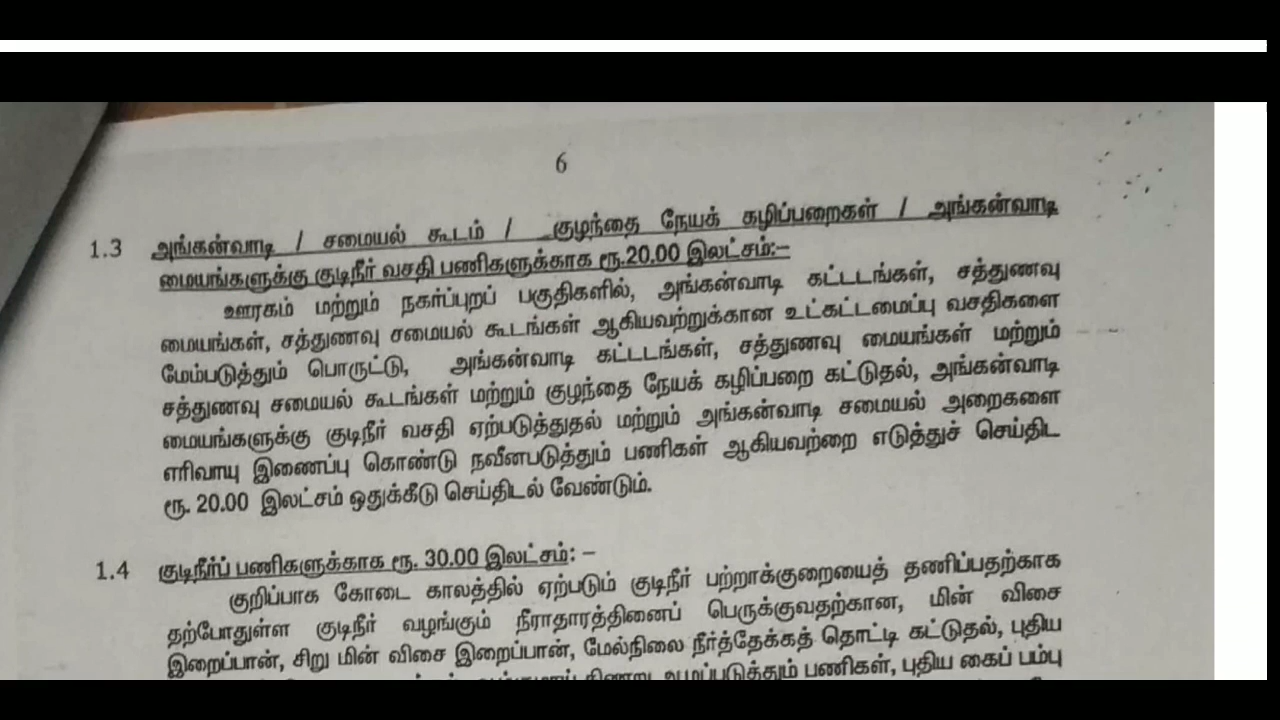 6
1.3 அங்கன்வாடி / சமையல் கூடம் / குழந்தை நேயக் கழிப்பறைகள் / அங்கன்வாடி
மையங்களுக்கு குடிநீர் வசதி பணிகளுக்காக ரூ.20.00 இலட்சம்:–
ஊரகம் மற்றும் நகர்ப்புறப் பகுதிகளில், அங்கன்வாடி கட்டடங்கள், சத்துணவு
மையங்கள், சத்துணவு சமையல் கூடங்கள் ஆகியவற்றுக்கான உட்கட்டமைப்பு வசதிகளை
மேம்படுத்தும் பொருட்டு, அங்கன்வாடி கட்டடங்கள், சத்துணவு மையங்கள் மற்றும்
சத்துணவு சமையல் கூடங்கள் மற்றும் குழந்தை நேயக் கழிப்பறை கட்டுதல், அங்கன்வாடி
மையங்களுக்கு குடிநீர் வசதி ஏற்படுத்துதல் மற்றும் அங்கன்வாடி சமையல் அறைகளை
எரிவாயு இணைப்பு கொண்டு நவீனபடுத்தும் பணிகள் ஆகியவற்றை எடுத்துச் செய்திட
ரூ. 20.00 இலட்சம் ஒதுக்கீடு செய்திடல் வேண்டும்.
1.4 குடிநீர்ப் பணிகளுக்காக ரூ. 30.00 இலட்சம்: –
குறிப்பாக கோடை காலத்தில் ஏற்படும் குடிநீர் பற்றாக்குறையைத் தணிப்பதற்காக
தற்போதுள்ள குடிநீர் வழங்கும் நீராதாரத்தினைப் பெருக்குவதற்கான, மின் விசை
இறைப்பான், சிறு மின் விசை இறைப்பான், மேல்நிலை நீர்த்தேக்கத் தொட்டி கட்டுதல், புதிய
பணிகள், புதிய கைப் பம்பு